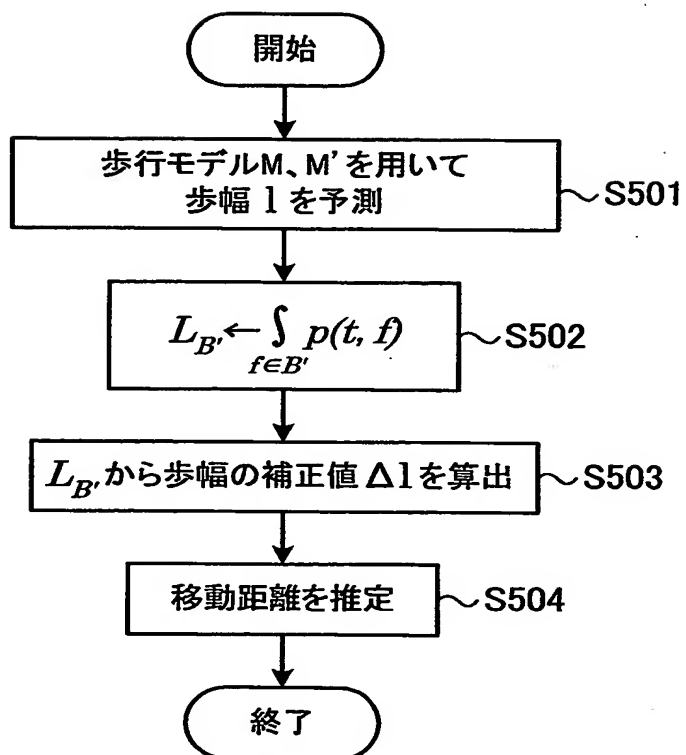 開始
歩行モデルM、M'を用いて
歩幅 l を予測
S501
L_B' ← ∫ p(t, f)
f∈B'
S502
L_B'から歩幅の補正値 Δl を算出
S503
移動距離を推定
S504
終了